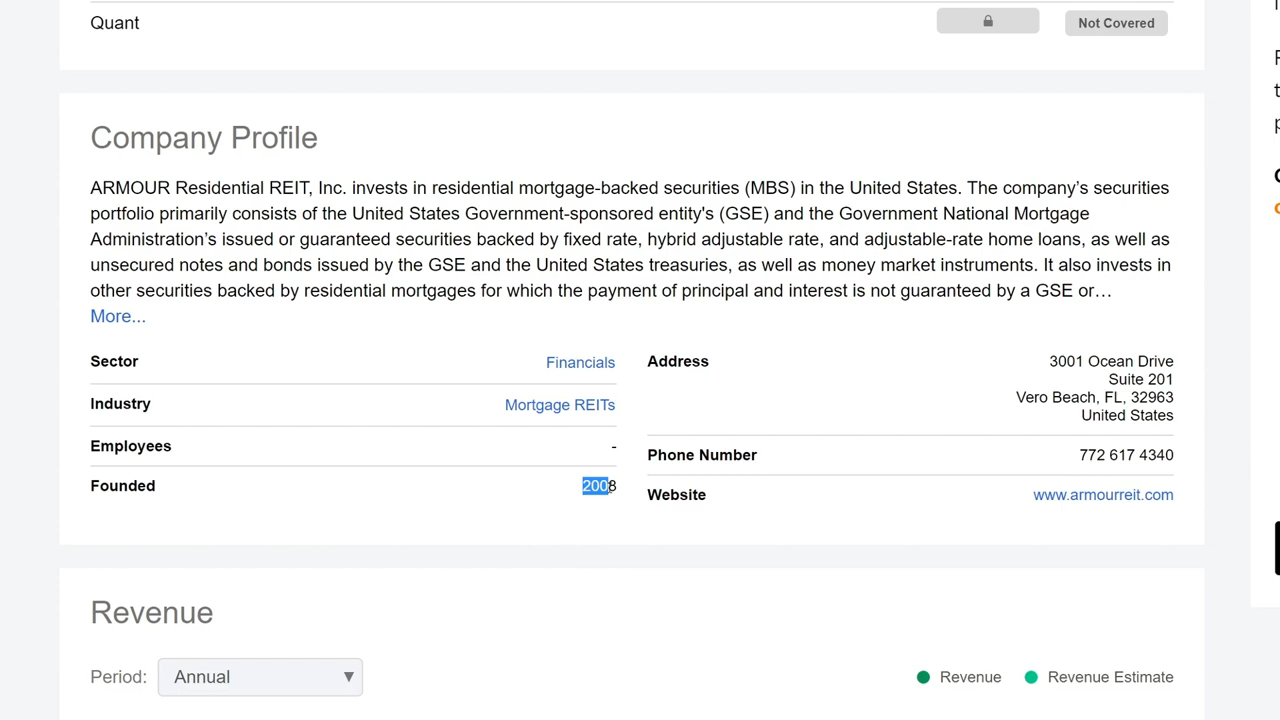 Quant
Not Covered
Company Profile
ARMOUR Residential REIT, Inc. invests in residential mortgage-backed securities (MBS) in the United States. The company's securities
portfolio primarily consists of the United States Government-sponsored entity's (GSE) and the Government National Mortgage
Administration's issued or guaranteed securities backed by fixed rate, hybrid adjustable rate, and adjustable-rate home loans, as well as
unsecured notes and bonds issued by the GSE and the United States treasuries, as well as money market instruments. It also invests in
other securities backed by residential mortgages for which the payment of principal and interest is not guaranteed by a GSE or…
More...
Sector Financials
Industry Mortgage REITs
Employees -
Founded 2008
Address 3001 Ocean Drive
Suite 201
Vero Beach, FL, 32963
United States
Phone Number 772 617 4340
Website www.armourreit.com
Revenue
Period: Annual
Revenue Revenue Estimate